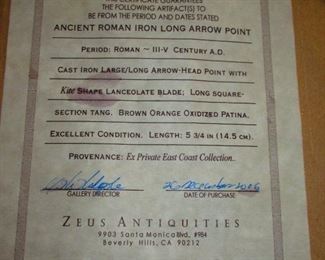 THIS CERTIFICATE GUARANTEES
THE FOLLOWING ARTIFACT(S) TO
BE FROM THE PERIOD AND DATES STATED
ANCIENT ROMAN IRON LONG ARROW POINT
PERIOD: ROMAN ~ III-V CENTURY A.D.
CAST IRON LARGE/LONG ARROW-HEAD POINT WITH
Kite SHAPE LANCEOLATE BLADE; LONG SQUARE-
SECTION TANG. BROWN ORANGE OXIDIZED PATINA.
EXCELLENT CONDITION. LENGTH: 5 3/4 IN (14.5 CM).
PROVENANCE: Ex Private East Coast Collection..
GALLERY DIRECTOR
DATE OF PURCHASE
ZEUS ANTIQUITIES
9903 Santa Monica Blvd, #984
Beverly Hills, CA 90212